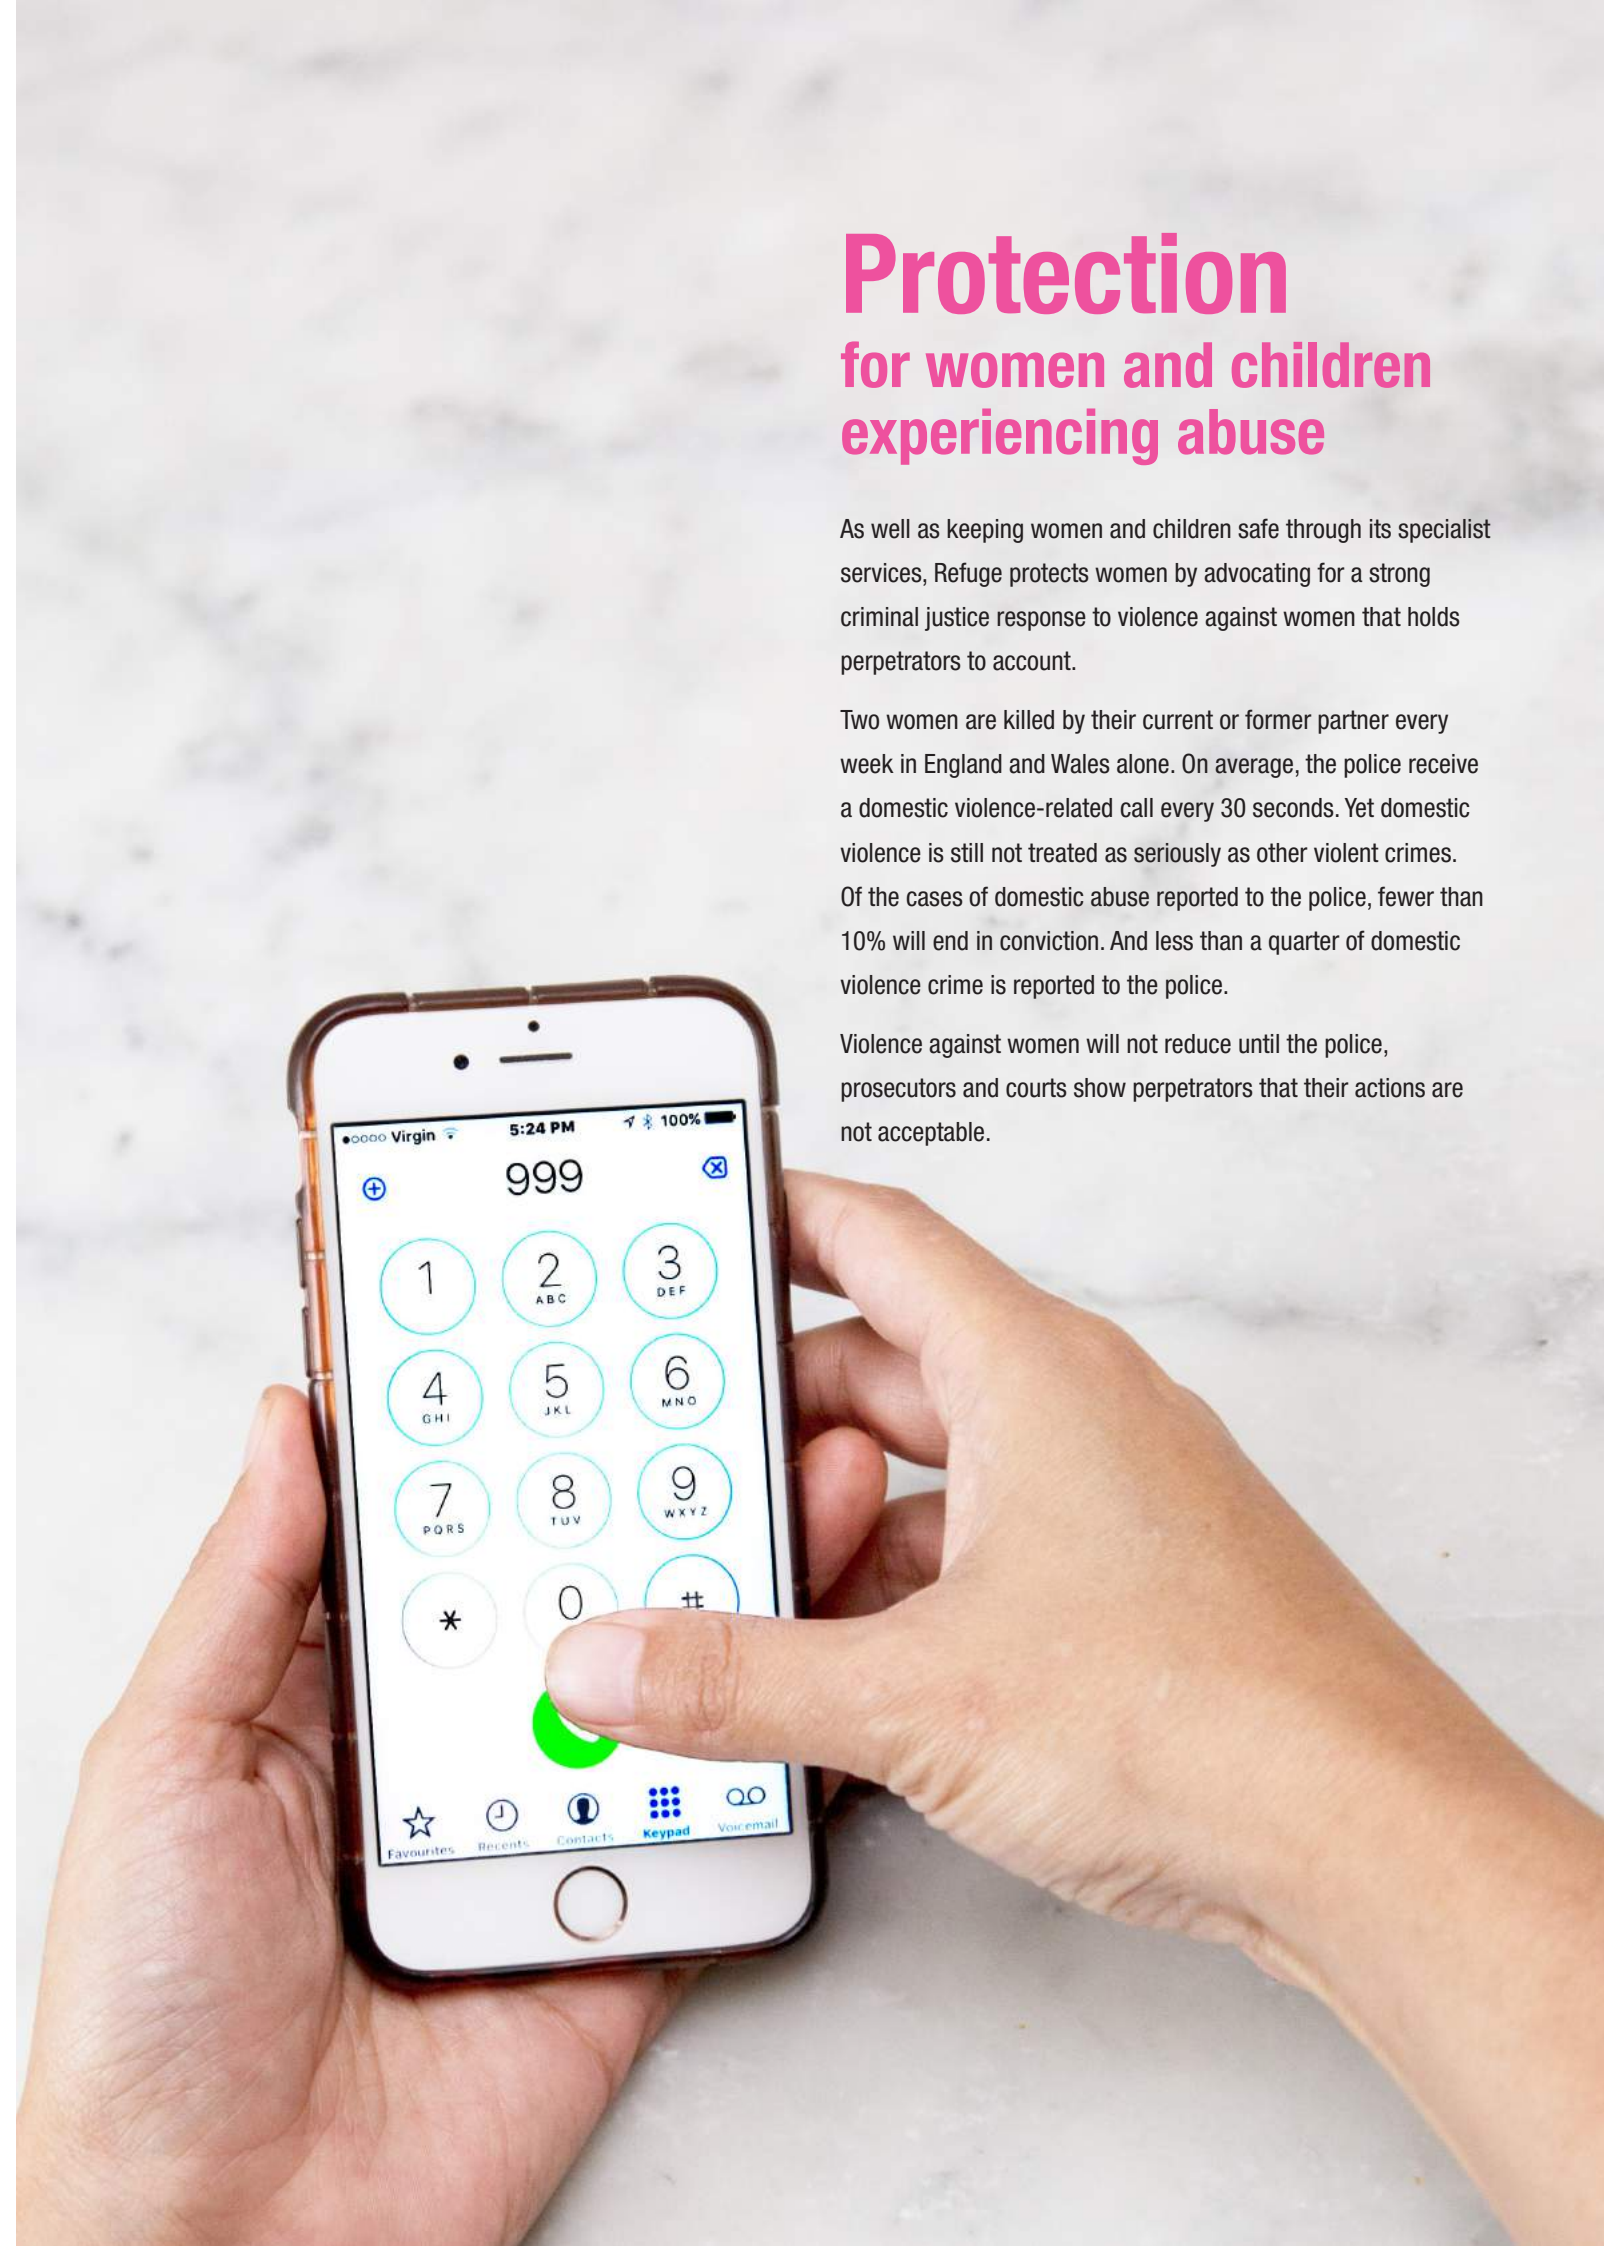 Protection
for women and children
experiencing abuse
As well as keeping women and children safe through its specialist
services, Refuge protects women by advocating for a strong
criminal justice response to violence against women that holds
perpetrators to account.
Two women are killed by their current or former partner every
week in England and Wales alone. On average, the police receive
a domestic violence-related call every 30 seconds. Yet domestic
violence is still not treated as seriously as other violent crimes.
Of the cases of domestic abuse reported to the police, fewer than
10% will end in conviction. And less than a quarter of domestic
violence crime is reported to the police.
Violence against women will not reduce until the police,
prosecutors and courts show perpetrators that their actions are
not acceptable.
Virgin 5:24 PM 100%
999
1 2 3
ABC DEF
4 5 6
GHI JKL MNO
7 8 9
PQRS TUV WXYZ
* 0 #
Favourites Recents Contacts Keypad Voicemail